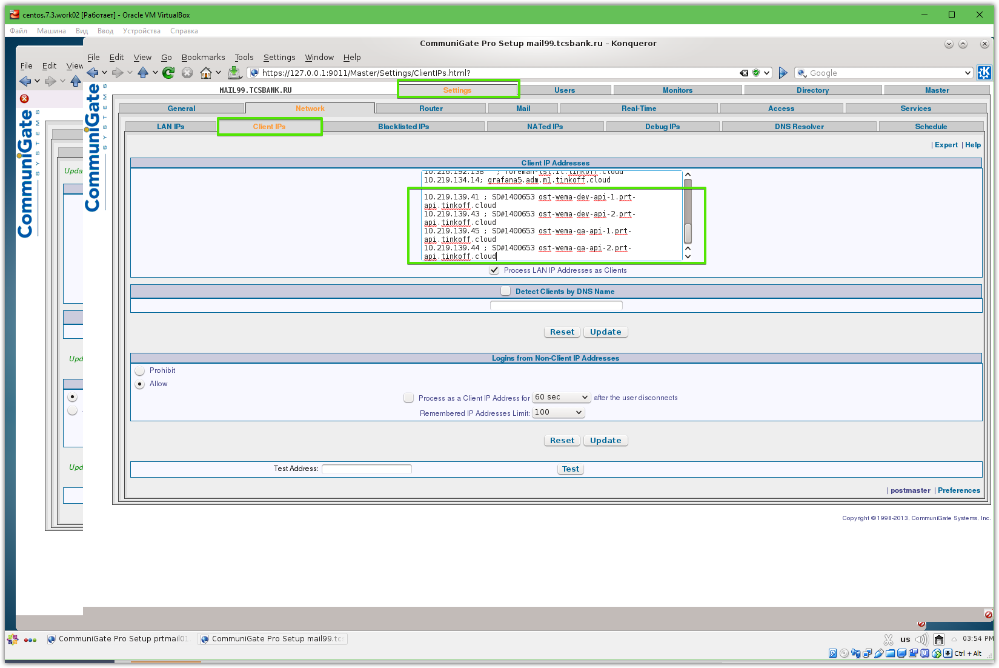 centos.7.3.work02 [Работает] - Oracle VM VirtualBox
Файл Машина Вид Ввод Устройства Справка
CommuniGate Pro Setup mail99.tcsbank.ru – Konqueror
File Edit View Go Bookmarks Tools Settings Window Help
File Edit View
https://127.0.0.1:9011/Master/Settings/ClientIPs.html?
Google
MAIL99.TCSBANK.RU
Settings Users Monitors Directory Master
General Network Router Mail Real-Time Access Services
LAN IPs Client IPs Blacklisted IPs NATed IPs Debug IPs DNS Resolver Schedule
CommuniGate
SYSTEMS
CommuniGate
SYSTEMS
| Expert | Help
Client IP Addresses
10.216.192.138 ; foreman-tst.it.tinkoff.cloud
10.219.134.14; grafana5.adm.m1.tinkoff.cloud
10.219.139.41 ; SD#1400653 ost-wema-dev-api-1.prt-
api.tinkoff.cloud
10.219.139.43 ; SD#1400653 ost-wema-dev-api-2.prt-
api.tinkoff.cloud
10.219.139.45 ; SD#1400653 ost-wema-qa-api-1.prt-
api.tinkoff.cloud
10.219.139.44 ; SD#1400653 ost-wema-qa-api-2.prt-
api.tinkoff.cloud
Process LAN IP Addresses as Clients
Detect Clients by DNS Name
Reset Update
Logins from Non-Client IP Addresses
Prohibit
Allow
Process as a Client IP Address for 60 sec after the user disconnects
Remembered IP Addresses Limit: 100
Reset Update
Test Address: Test
| postmaster | Preferences
Copyright © 1998-2013, CommuniGate Systems, Inc.
Upda
Upd
Upd
CommuniGate Pro Setup prtmail01
CommuniGate Pro Setup mail99.tcs
us
03:54 PM
Ctrl + Alt